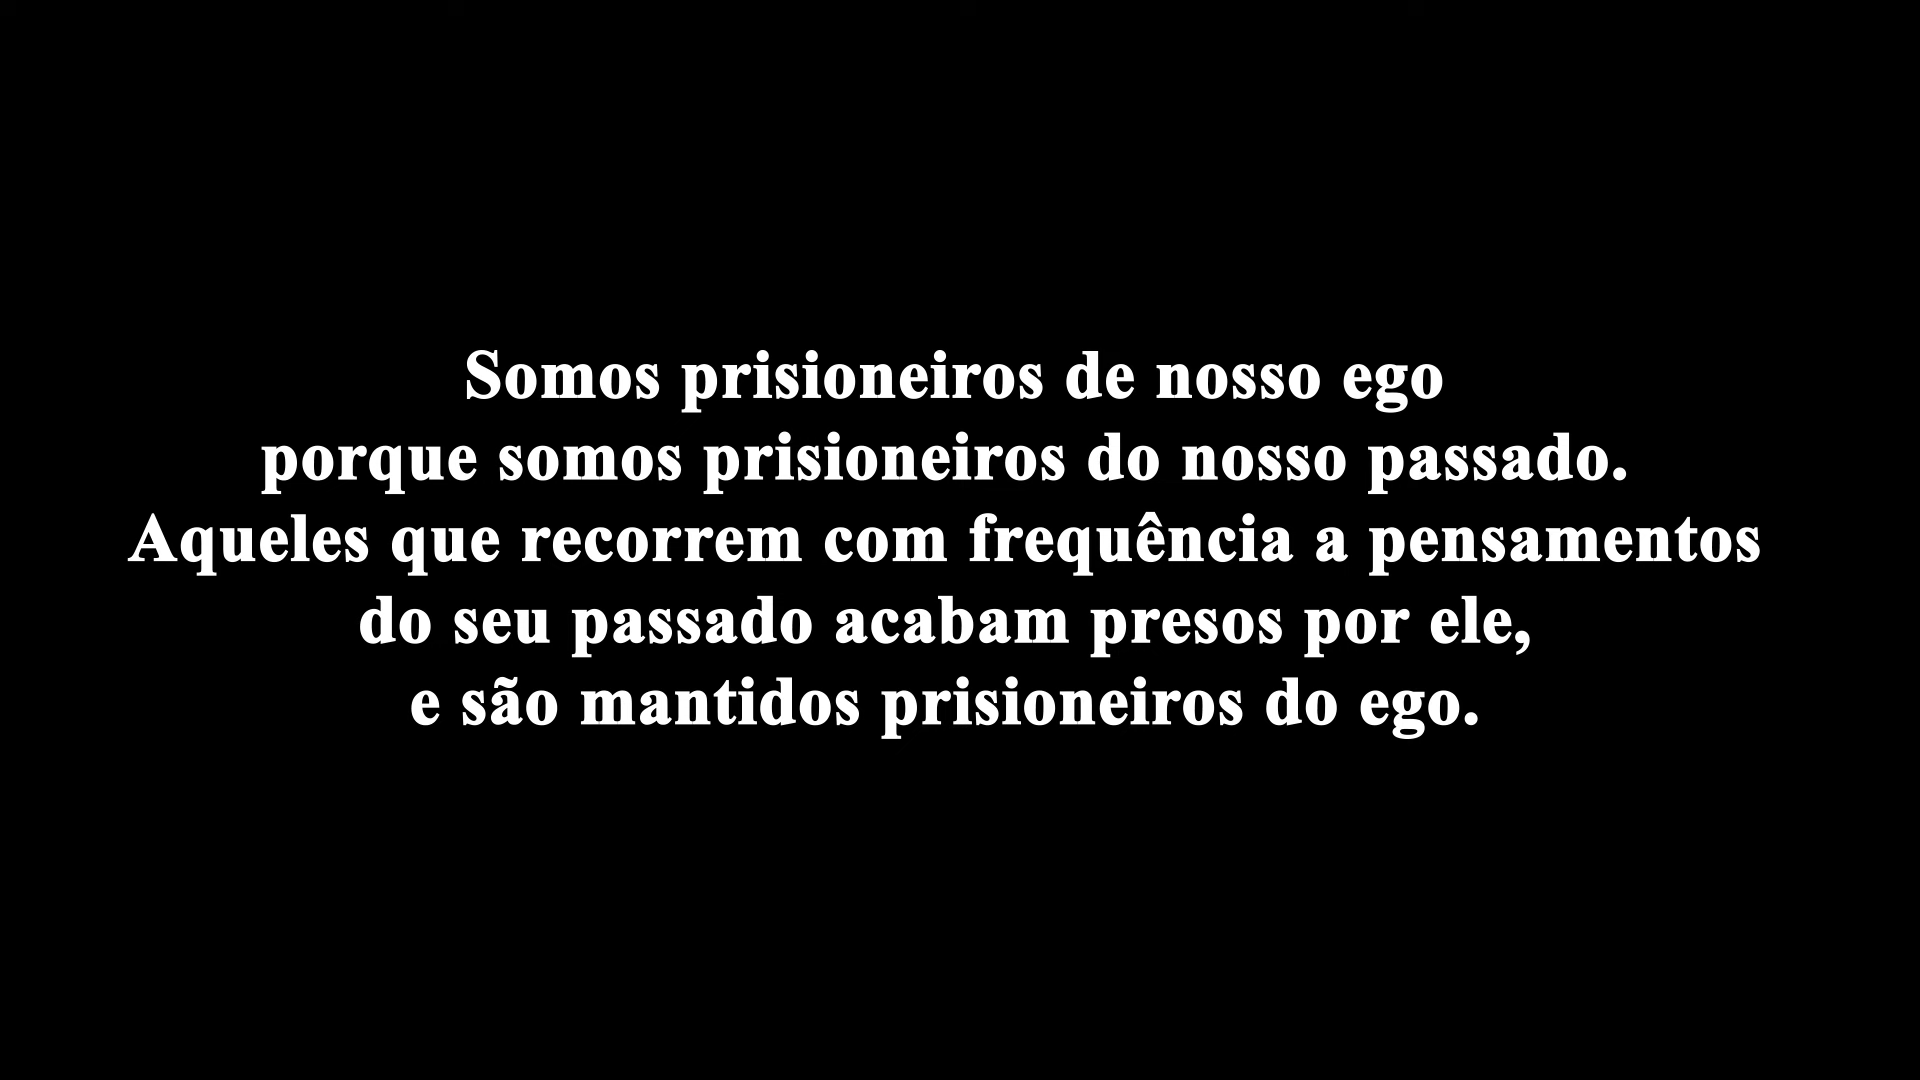 Somos prisioneiros de nosso ego
porque somos prisioneiros do nosso passado.
Aqueles que recorrem com frequência a pensamentos
do seu passado acabam presos por ele,
e são mantidos prisioneiros do ego.